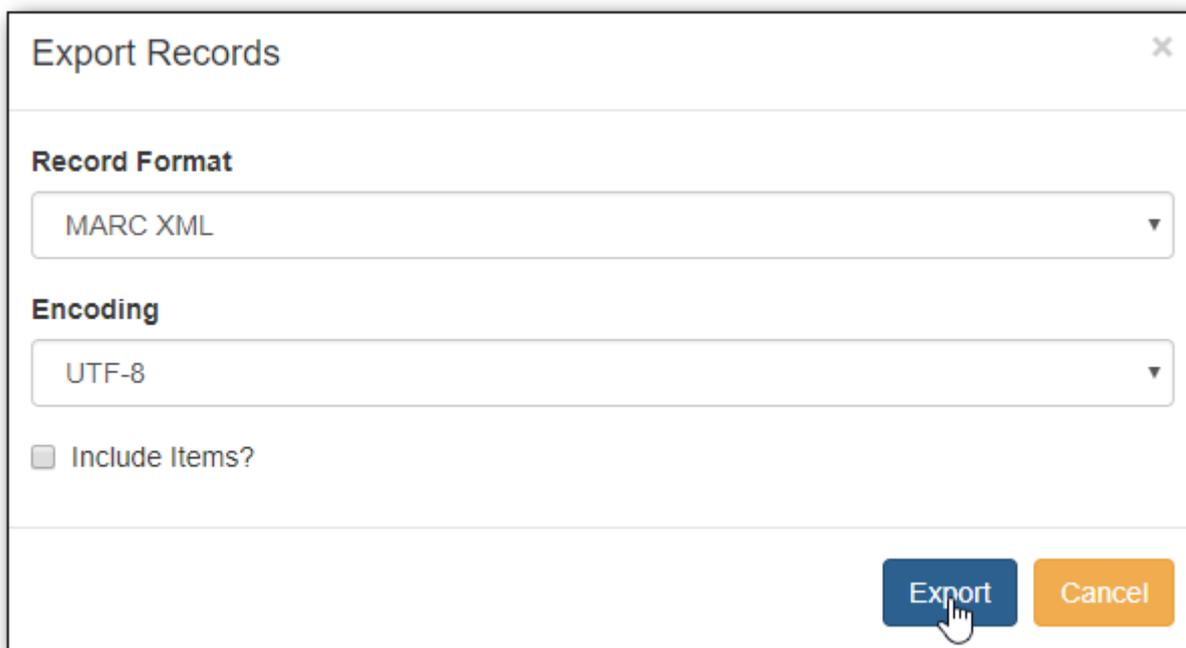 Export Records
×
Record Format
MARC XML
Encoding
UTF-8
Include Items?
Export Cancel